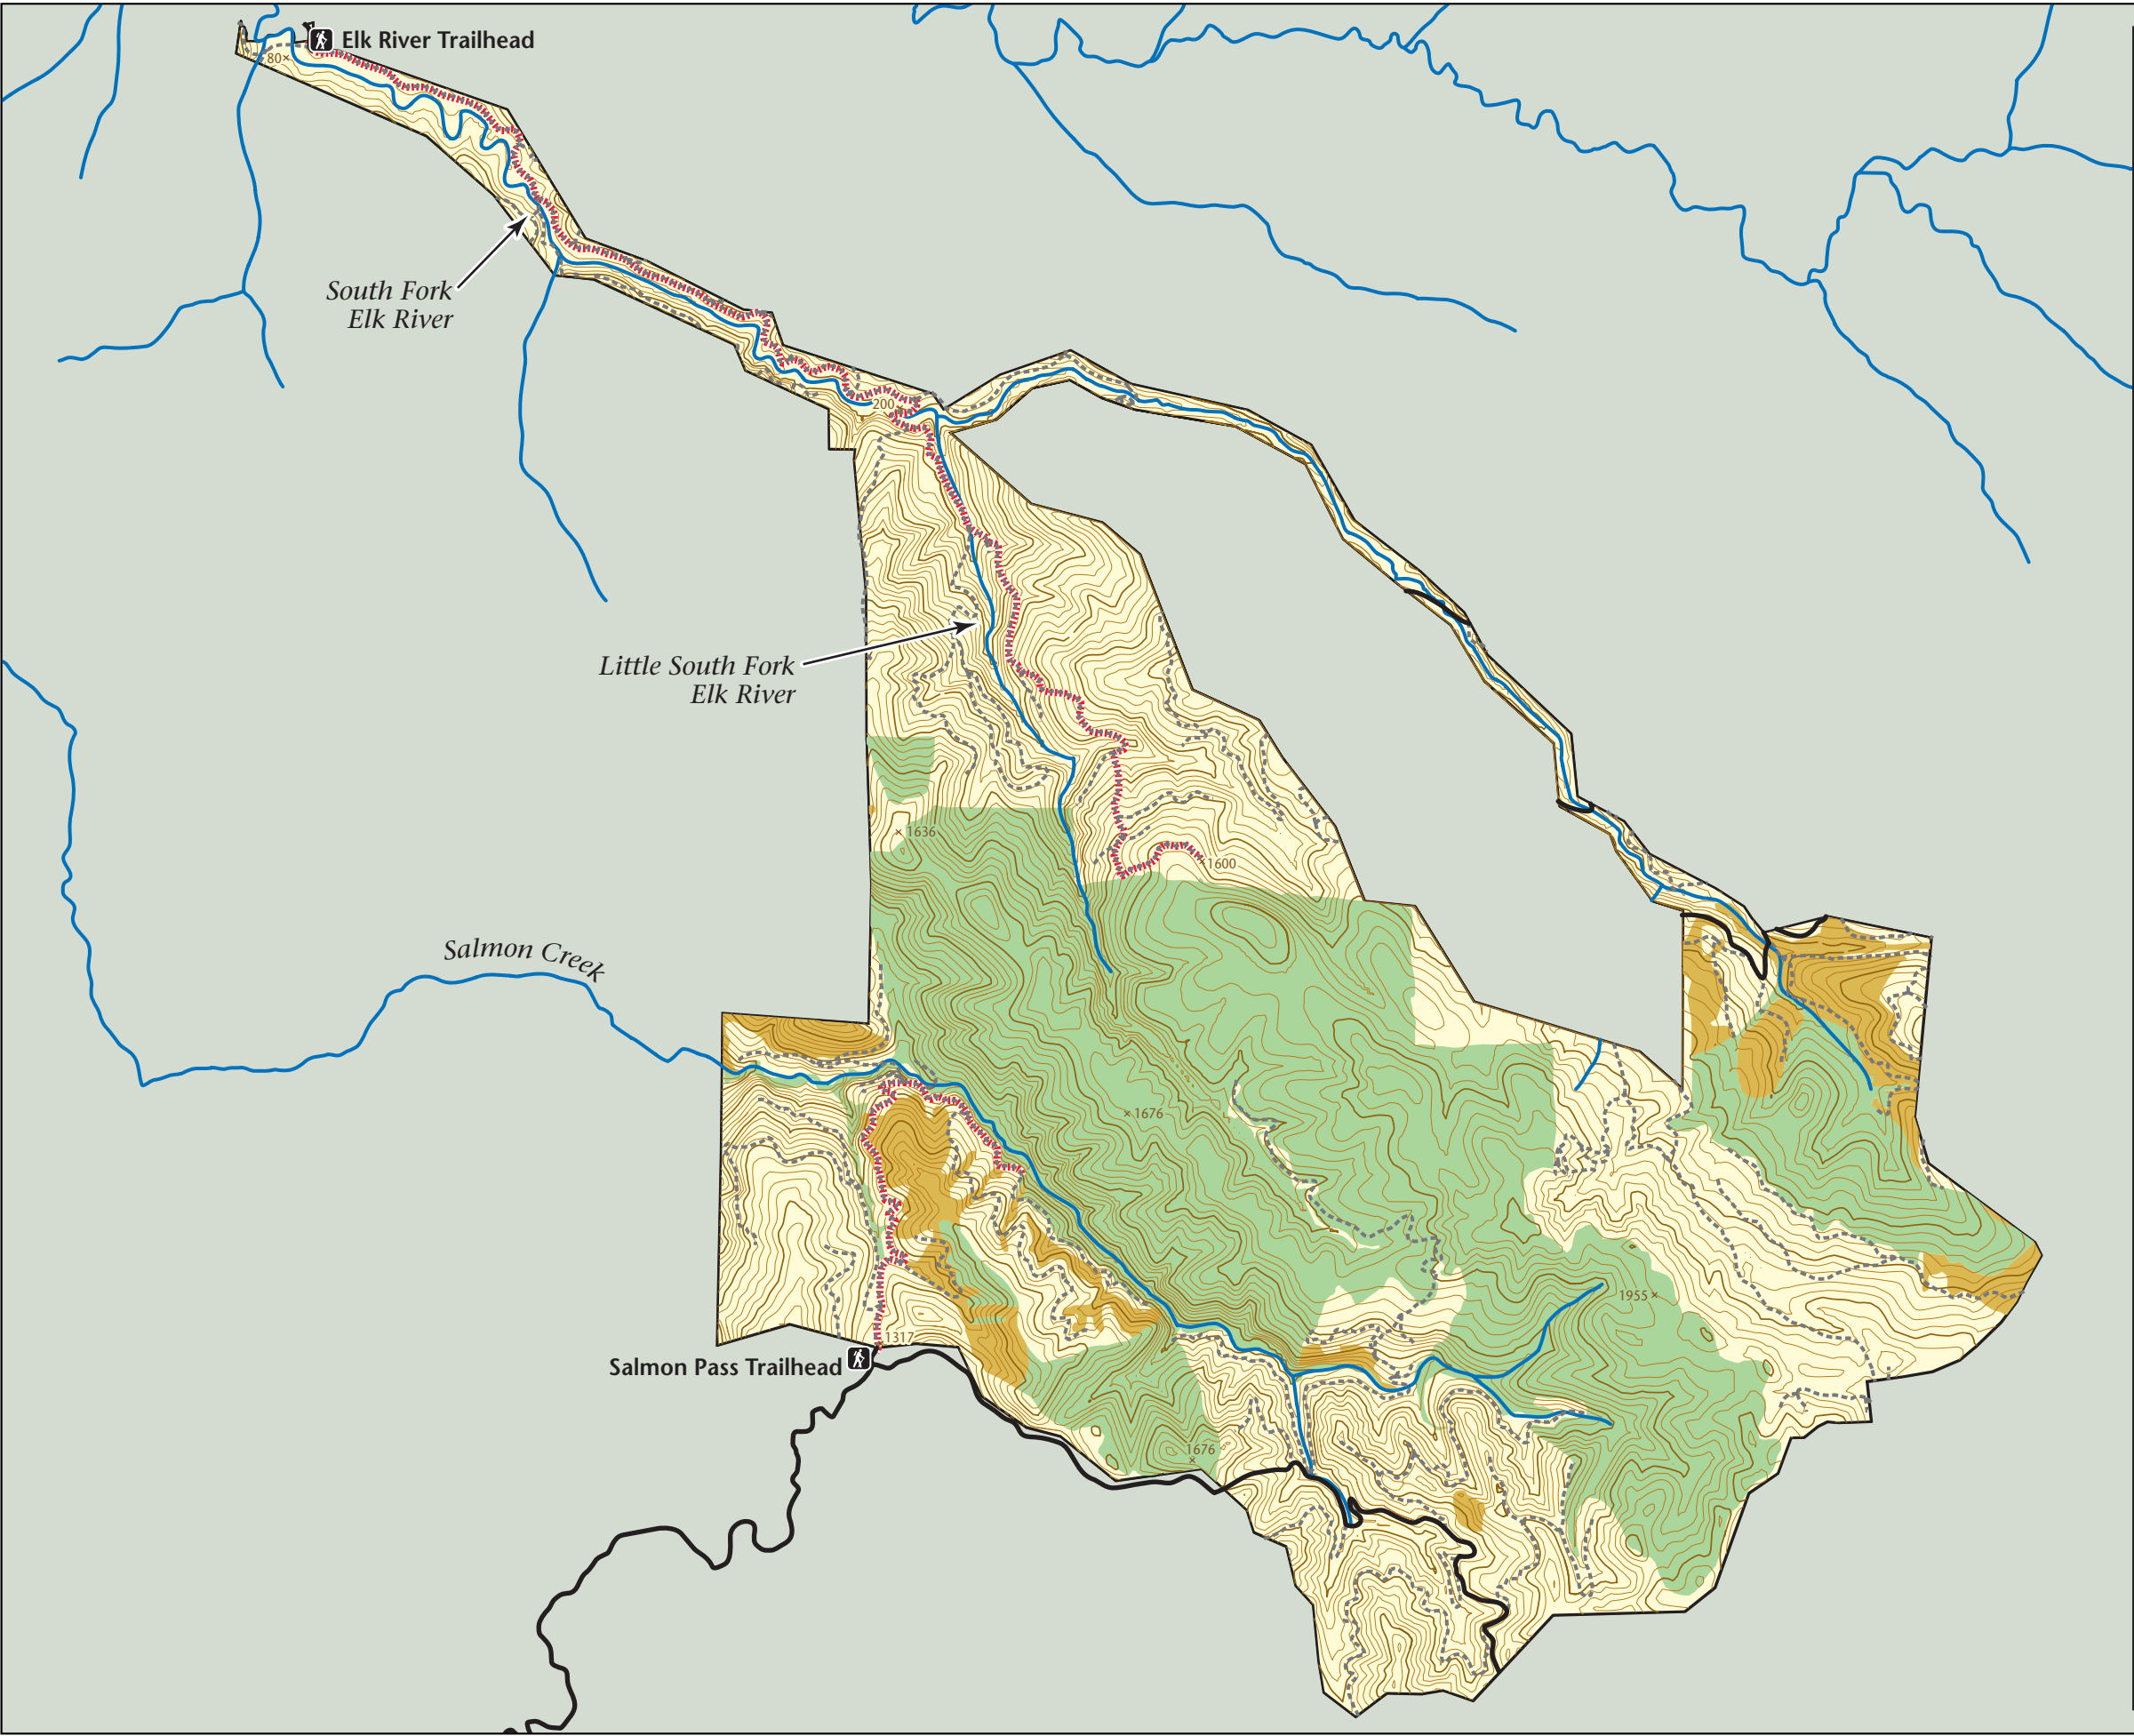 Elk River Trailhead
80×
South Fork
Elk River
200×
Little South Fork
Elk River
× 1636
×1600
Salmon Creek
×1676
1955×
1317
Salmon Pass Trailhead
1676
×